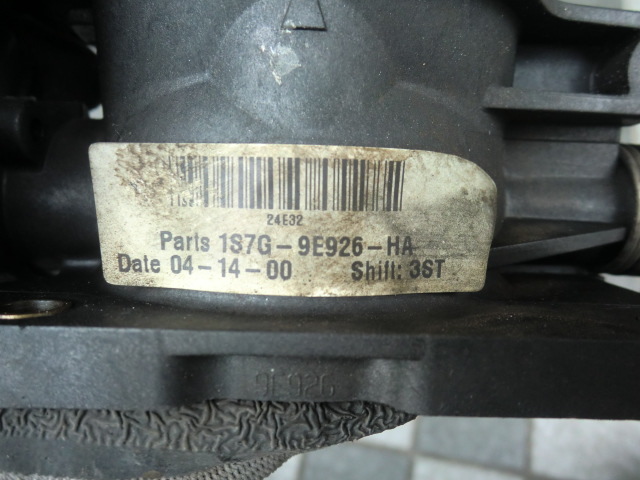 24E32
Parts 1S7G-9E926-HA
Date 04-14-00 Shift: 3ST
9E926